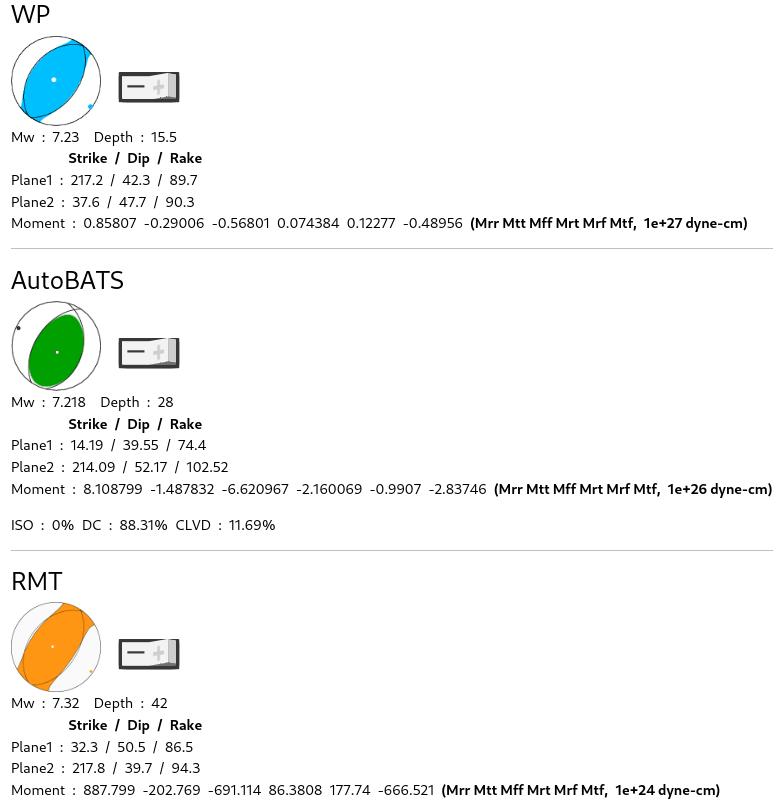 WP
Mw : 7.23 Depth : 15.5
Strike / Dip / Rake
Plane1 : 217.2 / 42.3 / 89.7
Plane2 : 37.6 / 47.7 / 90.3
Moment : 0.85807 -0.29006 -0.56801 0.074384 0.12277 -0.48956 (Mrr Mtt Mff Mrt Mrf Mtf, 1e+27 dyne-cm)
AutoBATS
Mw : 7.218 Depth : 28
Strike / Dip / Rake
Plane1 : 14.19 / 39.55 / 74.4
Plane2 : 214.09 / 52.17 / 102.52
Moment : 8.108799 -1.487832 -6.620967 -2.160069 -0.9907 -2.83746 (Mrr Mtt Mff Mrt Mrf Mtf, 1e+26 dyne-cm)
ISO : 0% DC : 88.31% CLVD : 11.69%
RMT
Mw : 7.32 Depth : 42
Strike / Dip / Rake
Plane1 : 32.3 / 50.5 / 86.5
Plane2 : 217.8 / 39.7 / 94.3
Moment : 887.799 -202.769 -691.114 86.3808 177.74 -666.521 (Mrr Mtt Mff Mrt Mrf Mtf, 1e+24 dyne-cm)